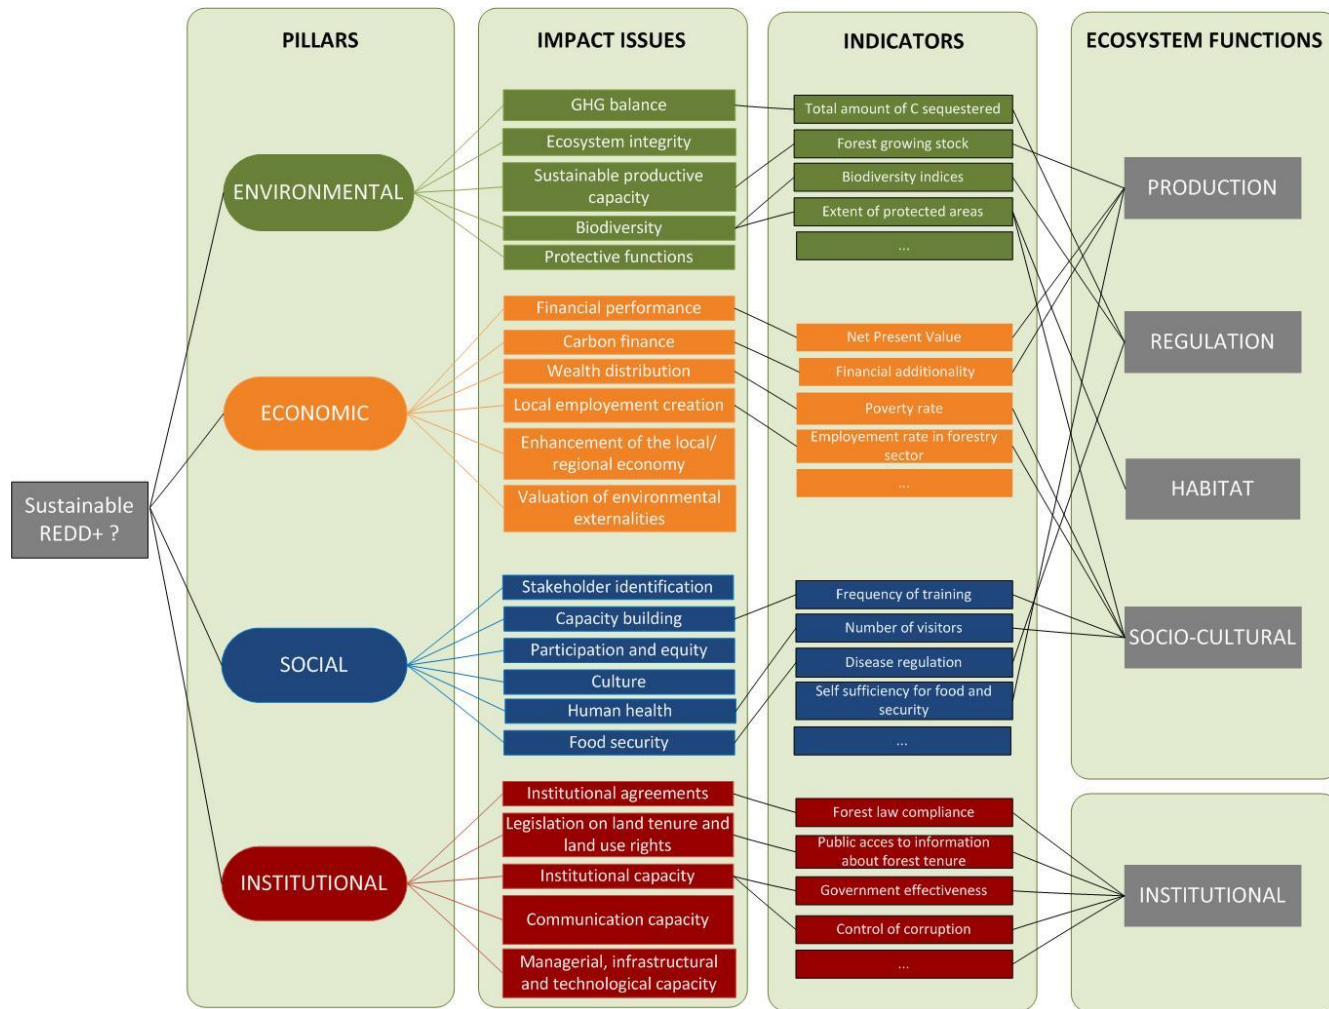 PILLARS
IMPACT ISSUES
INDICATORS
ECOSYSTEM FUNCTIONS
Sustainable
REDD+ ?
ENVIRONMENTAL
ECONOMIC
SOCIAL
INSTITUTIONAL
GHG balance
Ecosystem integrity
Sustainable productive
capacity
Biodiversity
Protective functions
Financial performance
Carbon finance
Wealth distribution
Local employement creation
Enhancement of the local/
regional economy
Valuation of environmental
externalities
Stakeholder identification
Capacity building
Participation and equity
Culture
Human health
Food security
Institutional agreements
Legislation on land tenure and
land use rights
Institutional capacity
Communication capacity
Managerial, infrastructural
and technological capacity
Total amount of C sequestered
Forest growing stock
Biodiversity indices
Extent of protected areas
...
Net Present Value
Financial additionality
Poverty rate
Employement rate in forestry
sector
...
Frequency of training
Number of visitors
Disease regulation
Self sufficiency for food and
security
...
Forest law compliance
Public acces to information
about forest tenure
Government effectiveness
Control of corruption
...
PRODUCTION
REGULATION
HABITAT
SOCIO-CULTURAL
INSTITUTIONAL